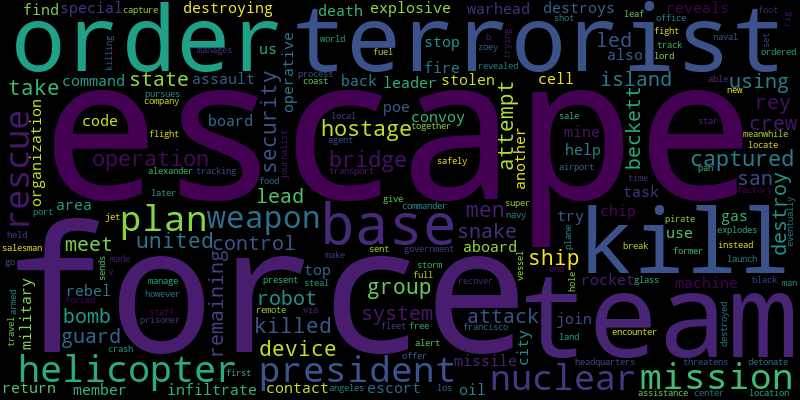 find special capture destroying death explosive warhead destroys leaf office reveals foot rig
order terrorist
killing manages world stop fuel shot b zoey revealed trying fight track lord naval set ordered
take command state assault back leader fire us operative stolen process coast led also cell island using able new
escape
rescue organization code company pursues flight board security poe convoy local together hostage agent attempt another safely sale star mine help beckett meanwhile locate rey crew
operation alexander tracking transport bridge journalist airport captured pan san
later food lead give commander men super navy task time chip factory
port area plan weapon base snake try pirate use gas destroy eventually
held salesman go jet meet united control aboard ship plane break former explodes instead kill launch
force team
made v sends rebel manage however top present steal storm full sent government make group vessel hole end rocket glass machine black man
travel armed military bomb guard forced staff prisoner remaining robot remote via killed system fleet free attack join encounter destroyed
crash device francisco alert missile city land headquarters threatens detonate
helicopter first president offer recover nuclear mission
return member infiltrate contact angeles escort los oil assistance center location